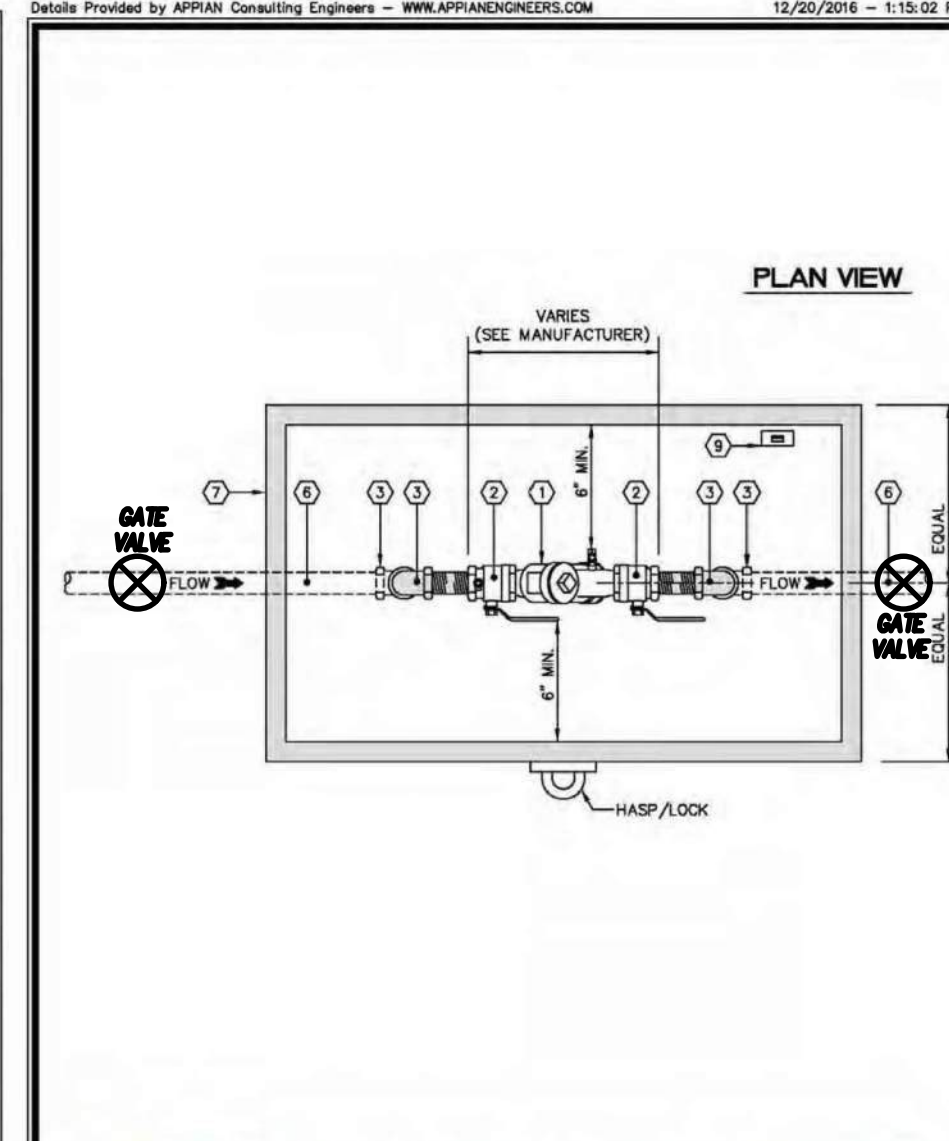 Details Provided by APPIAN Consulting Engineers – WWW.APPIANENGINEERS.COM
12/20/2016 – 1:15:02
PLAN VIEW
VARIES
(SEE MANUFACTURER)
9
6" MIN.
7
6
3
3
2
1
2
3
3
6
EQUAL
GATE
VALVE
FLOW
FLOW
GATE
VALVE
EQUAL
6" MIN.
HASP/LOCK